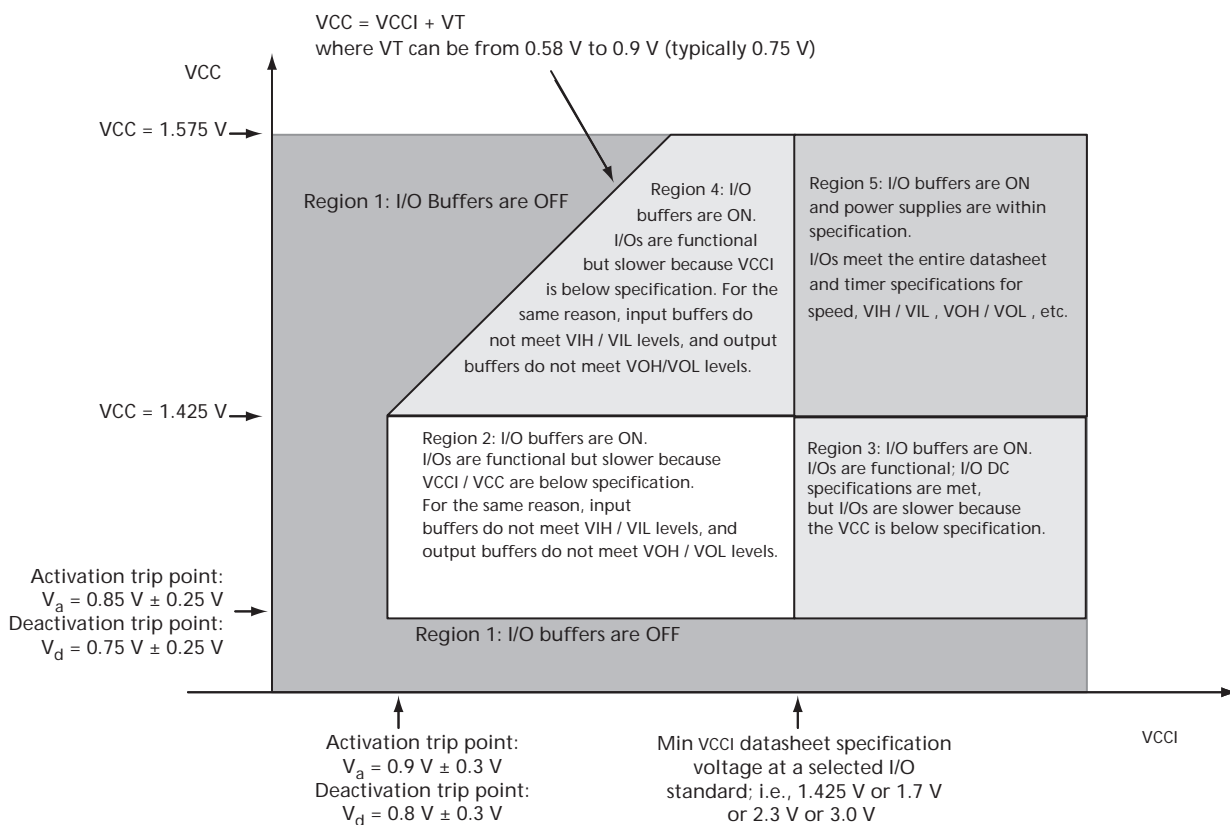 VCC = VCCI + VT
where VT can be from 0.58 V to 0.9 V (typically 0.75 V)
VCC
VCC = 1.575 V
Region 1: I/O Buffers are OFF
Region 4: I/O
buffers are ON.
I/Os are functional
but slower because VCCI
is below specification. For the
same reason, input buffers do
not meet VIH / VIL levels, and output
buffers do not meet VOH/VOL levels.
Region 5: I/O buffers are ON
and power supplies are within
specification.
I/Os meet the entire datasheet
and timer specifications for
speed, VIH / VIL , VOH / VOL , etc.
VCC = 1.425 V
Region 2: I/O buffers are ON.
I/Os are functional but slower because
VCCI / VCC are below specification.
For the same reason, input
buffers do not meet VIH / VIL levels, and
output buffers do not meet VOH / VOL levels.
Region 3: I/O buffers are ON.
I/Os are functional; I/O DC
specifications are met,
but I/Os are slower because
the VCC is below specification.
Activation trip point:
Va = 0.85 V ± 0.25 V
Deactivation trip point:
Vd = 0.75 V ± 0.25 V
Region 1: I/O buffers are OFF
VCCI
Activation trip point:
Va = 0.9 V ± 0.3 V
Deactivation trip point:
Vd = 0.8 V ± 0.3 V
Min VCCI datasheet specification
voltage at a selected I/O
standard; i.e., 1.425 V or 1.7 V
or 2.3 V or 3.0 V